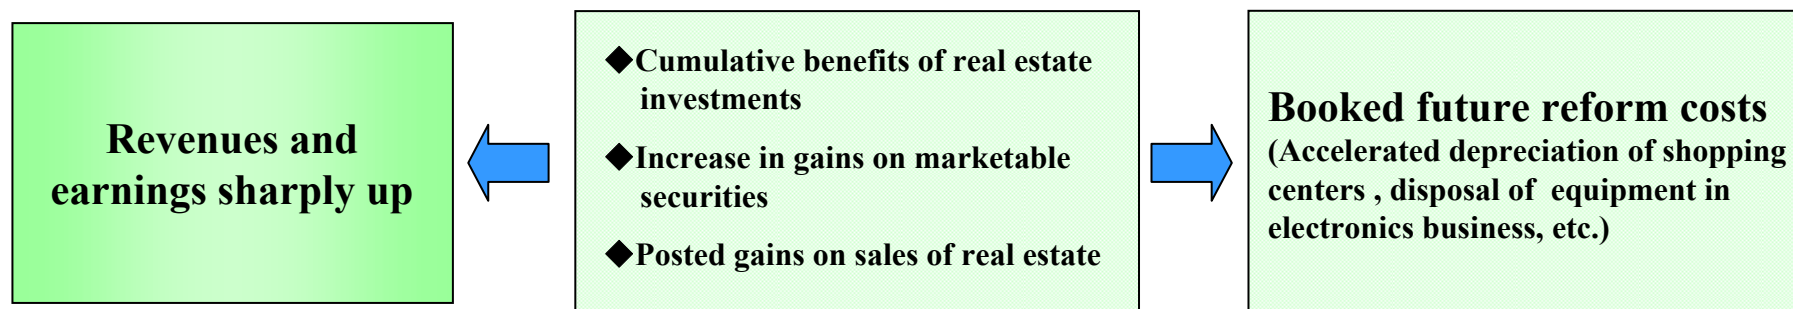 Revenues and
earnings sharply up
◆Cumulative benefits of real estate
investments
◆Increase in gains on marketable
securities
◆Posted gains on sales of real estate
Booked future reform costs
(Accelerated depreciation of shopping
centers , disposal of equipment in
electronics business, etc.)